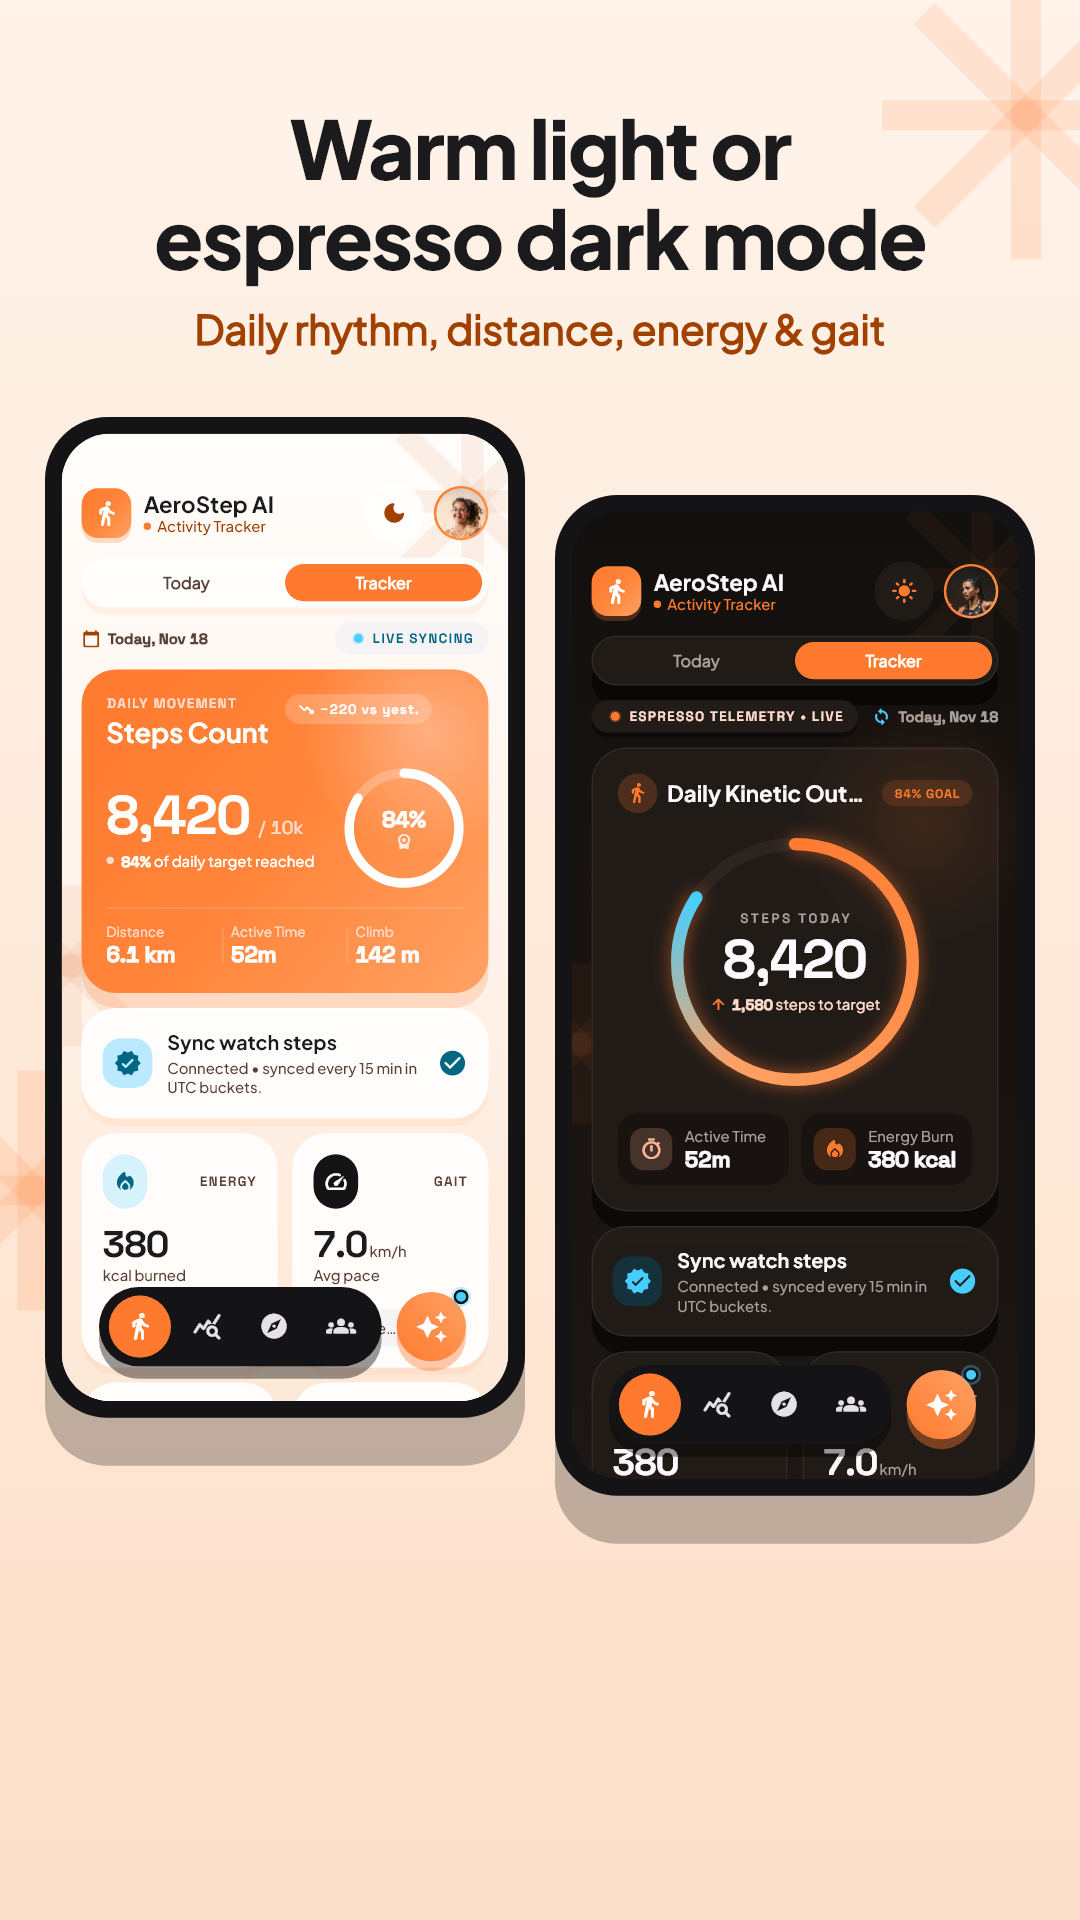 Warm light or
espresso dark mode
Daily rhythm, distance, energy & gait
AeroStep AI
Activity Tracker
Today
Tracker
Today, Nov 18
LIVE SYNCING
DAILY MOVEMENT
Steps Count
-220 vs yest.
8,420 / 10k
84%
84% of daily target reached
Distance
6.1 km
Active Time
52m
Climb
142 m
Sync watch steps
Connected • synced every 15 min in
UTC buckets.
ENERGY
380
kcal burned
GAIT
7.0 km/h
Avg pace
AeroStep AI
Activity Tracker
Today
Tracker
ESPRESSO TELEMETRY • LIVE
Today, Nov 18
Daily Kinetic Out...
84% GOAL
STEPS TODAY
8,420
1,580 steps to target
Active Time
52m
Energy Burn
380 kcal
Sync watch steps
Connected • synced every 15 min in
UTC buckets.
380
7.0 km/h